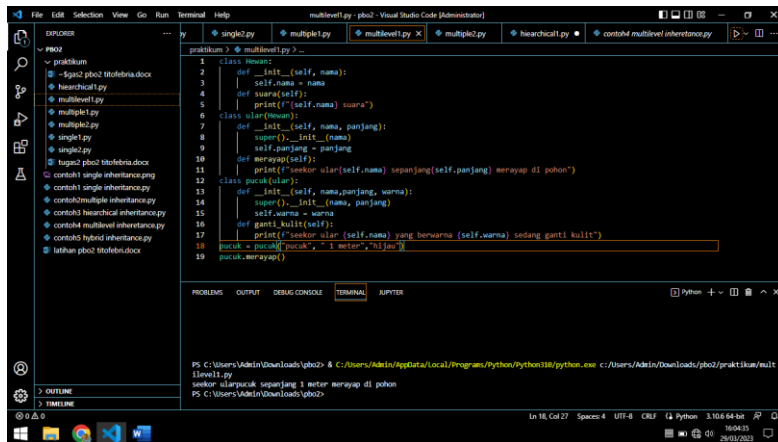 File Edit Selection View Go Run Terminal Help
multilevel1.py - pbo2 - Visual Studio Code [Administrator]
EXPLORER
py
single2.py
multiple1.py
multilevel1.py
multiple2.py
hiearchical1.py
contoh4 multilevel inheretance.py
PBO2
praktikum
~$gas2 pbo2 titofebria.docx
hiearchical1.py
multilevel1.py
multiple1.py
multiple2.py
single1.py
single2.py
tugas2 pbo2 titofebria.docx
contoh1 single inheritance.png
contoh1 single inheritance.py
contoh2multiple inheritance.py
contoh3 hiearchical inheritance.py
contoh4 multilevel inheretance.py
contoh5 hybrid inheritance.py
latihan pbo2 titofebri.docx
OUTLINE
TIMELINE
praktikum > multilevel1.py > ...
1 class Hewan:
2 def __init__(self, nama):
3 self.nama = nama
4 def suara(self):
5 print(f"{self.nama} suara")
6 class ular(Hewan):
7 def __init__(self, nama, panjang):
8 super().__init__(nama)
9 self.panjang = panjang
10 def merayap(self):
11 print(f"seekor ular{self.nama} sepanjang{self.panjang} merayap di pohon")
12 class pucuk(ular):
13 def __init__(self, nama,panjang, warna):
14 super().__init__(nama, panjang)
15 self.warna = warna
16 def ganti_kulit(self):
17 print(f"seekor ular {self.nama} yang berwarna {self.warna} sedang ganti kulit")
18 pucuk = pucuk("pucuk", " 1 meter","hijau")
19 pucuk.merayap()
PROBLEMS OUTPUT DEBUG CONSOLE TERMINAL JUPYTER
Python
PS C:\Users\Admin\Downloads\pbo2> & C:/Users/Admin/AppData/Local/Programs/Python/Python310/python.exe c:/Users/Admin/Downloads/pbo2/praktikum/mult
ilevel1.py
seekor ularpucuk sepanjang 1 meter merayap di pohon
PS C:\Users\Admin\Downloads\pbo2>
0 0
Ln 18, Col 27 Spaces: 4 UTF-8 CRLF Python 3.10.6 64-bit
16:04:35
29/03/2023